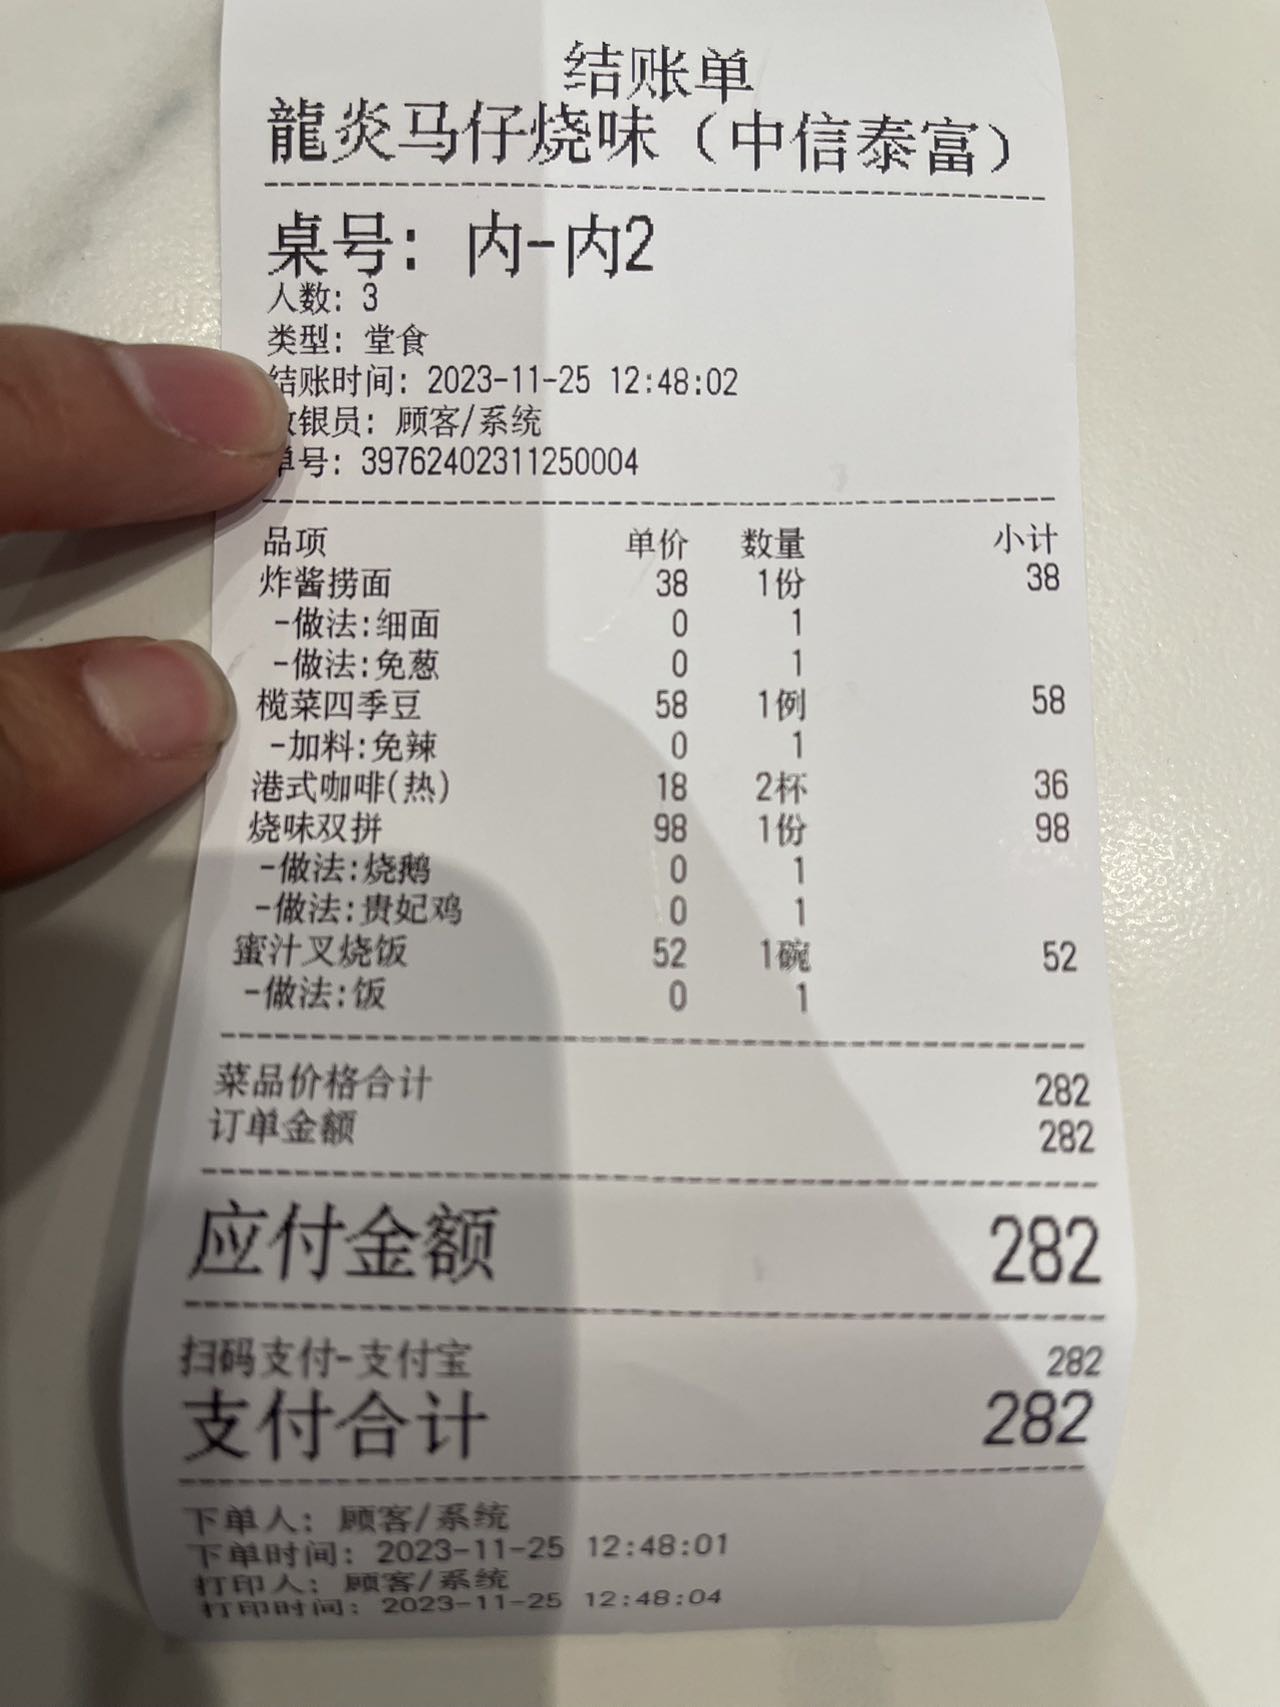 结账单
龍炎马仔烧味（中信泰富）
桌号：内-内2
人数：3
类型：堂食
结账时间：2023-11-25 12:48:02
银员：顾客/系统
单号：39762402311250004
品项 单价 数量 小计
炸酱捞面 38 1份 38
-做法:细面 0 1
-做法:免葱 0 1
榄菜四季豆 58 1例 58
-加料:免辣 0 1
港式咖啡(热) 18 2杯 36
烧味双拼 98 1份 98
-做法:烧鹅 0 1
-做法:贵妃鸡 0 1
蜜汁叉烧饭 52 1碗 52
-做法:饭 0 1
菜品价格合计 282
订单金额 282
应付金额 282
扫码支付-支付宝 282
支付合计 282
下单人：顾客/系统
下单时间：2023-11-25 12:48:01
打印人：顾客/系统
打印时间：2023-11-25 12:48:04